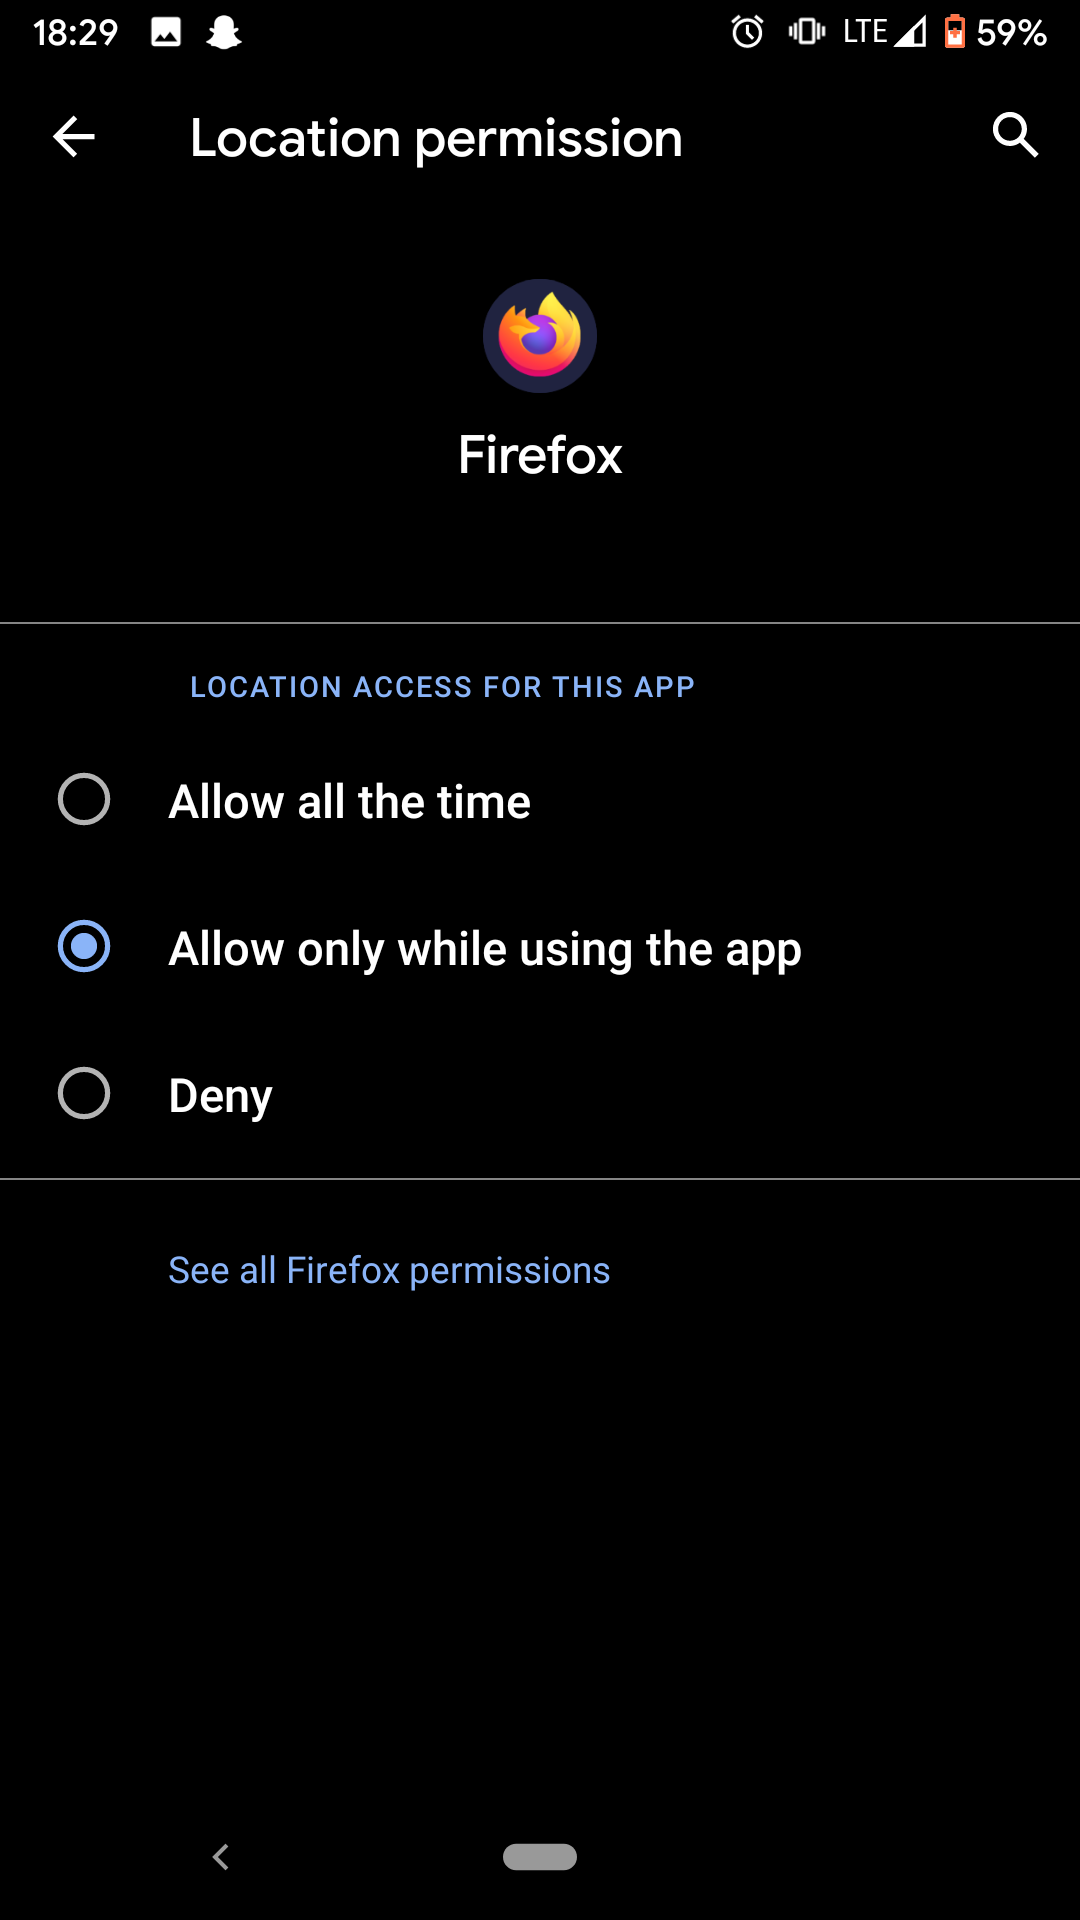 18:29 LTE 59%
Location permission
Firefox
LOCATION ACCESS FOR THIS APP
Allow all the time
Allow only while using the app
Deny
See all Firefox permissions